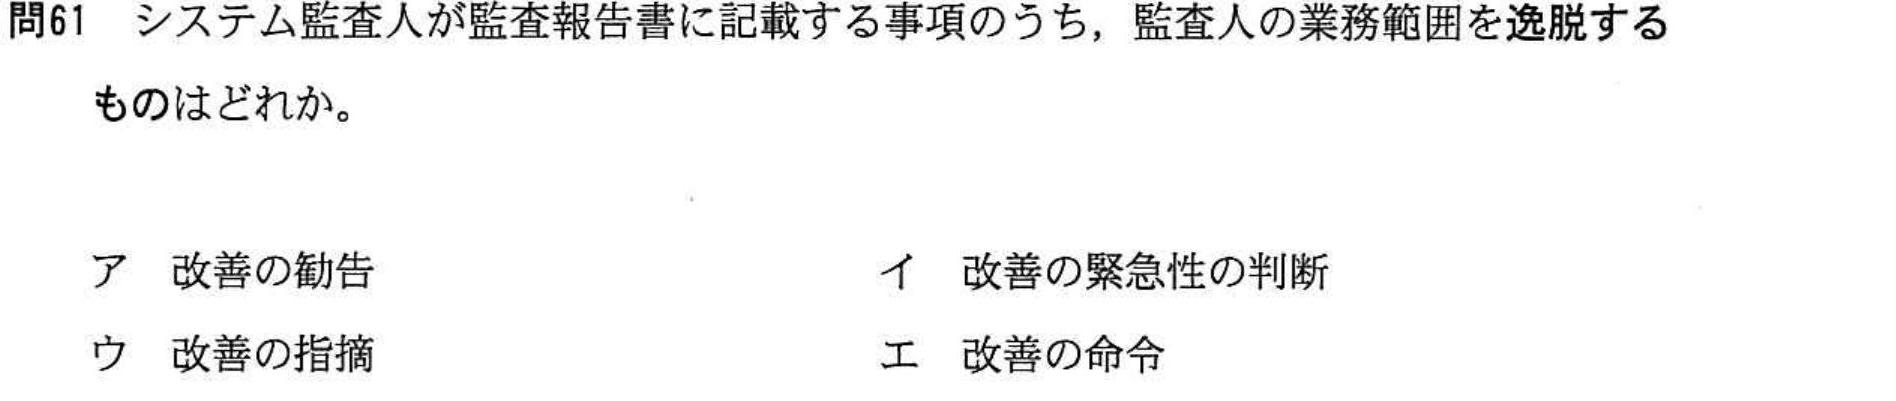 問61 システム監査人が監査報告書に記載する事項のうち，監査人の業務範囲を逸脱する
ものはどれか。
ア 改善の勧告 イ 改善の緊急性の判断
ウ 改善の指摘 エ 改善の命令